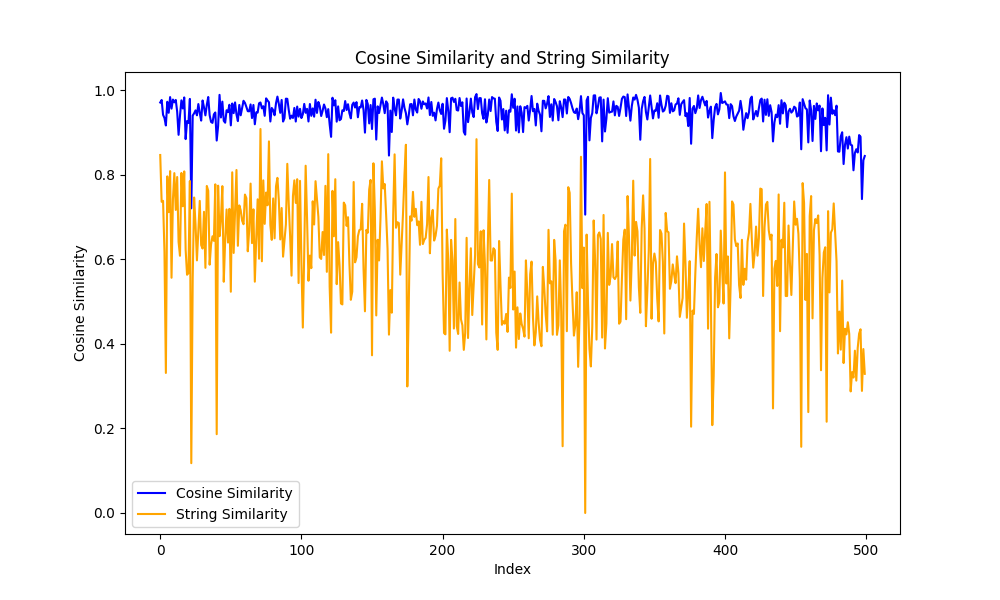 Cosine Similarity and String Similarity
1.0
0.8
0.6
0.4
0.2
0.0
Cosine Similarity
Cosine Similarity
String Similarity
0
100
200
300
400
500
Index